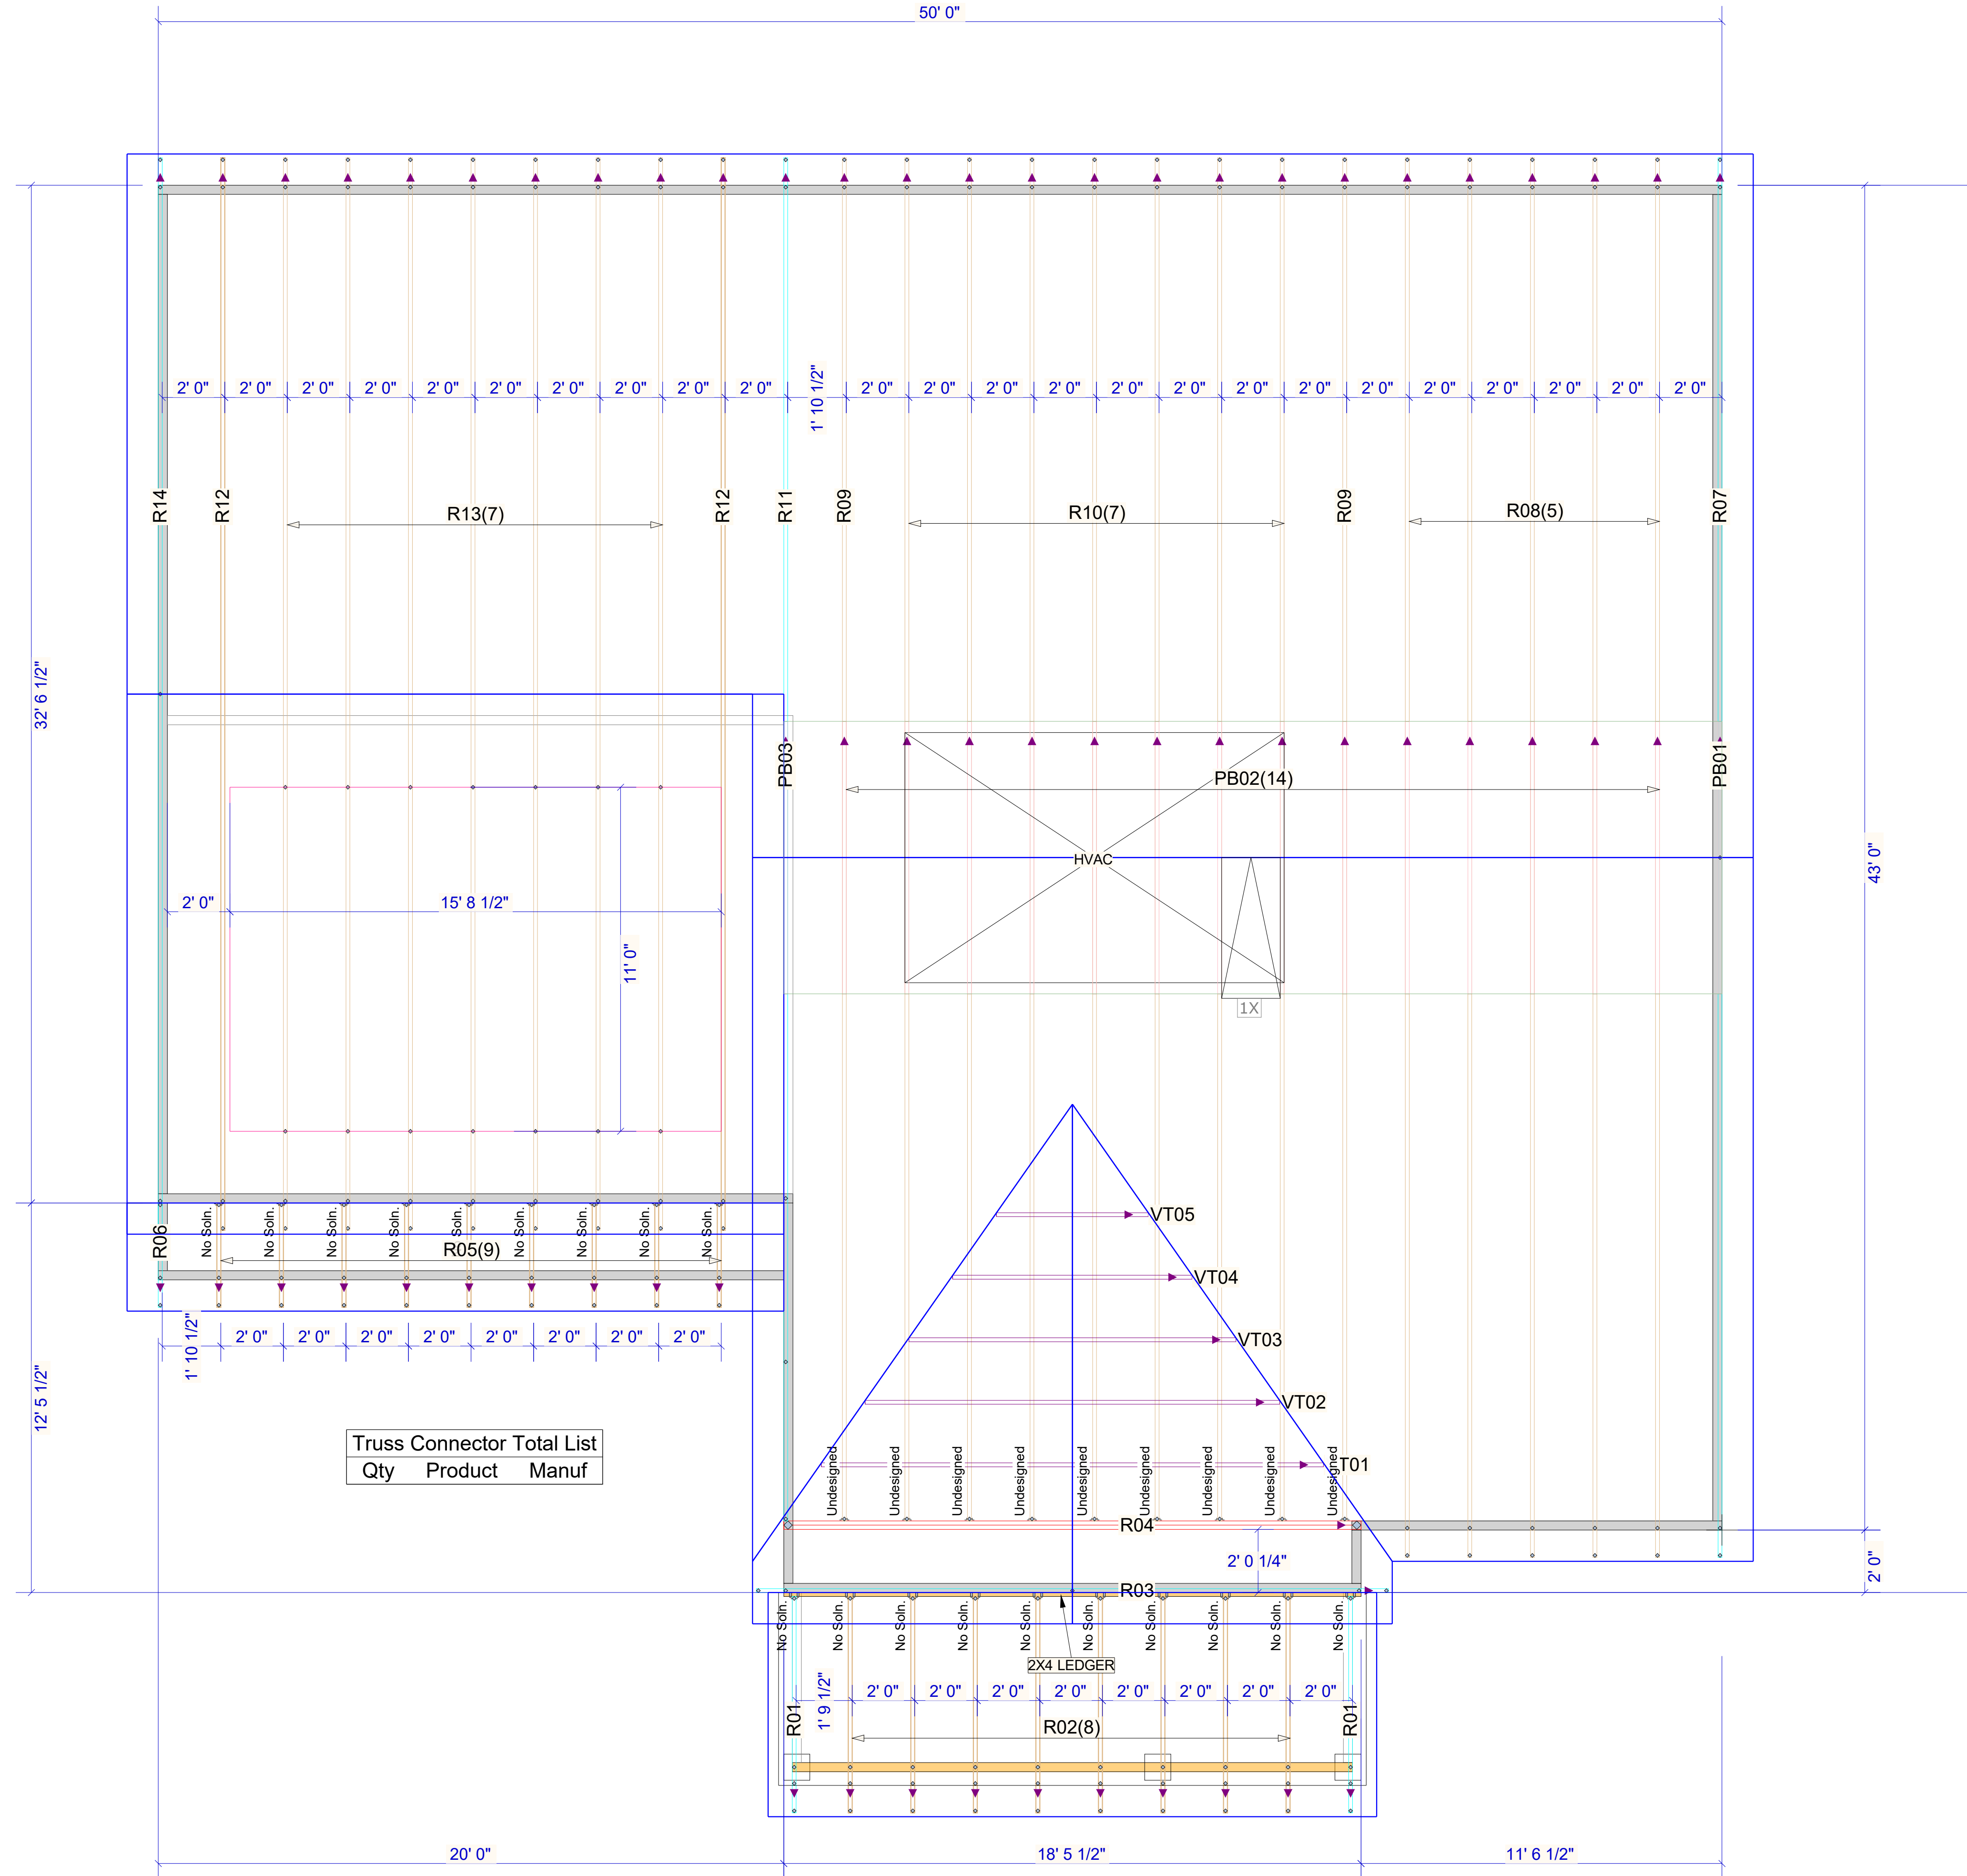 50' 0"
2' 0" 2' 0" 2' 0" 2' 0" 2' 0" 2' 0" 2' 0" 2' 0" 2' 0" 2' 0" 1' 10 1/2" 2' 0" 2' 0" 2' 0" 2' 0" 2' 0" 2' 0" 2' 0" 2' 0" 2' 0" 2' 0" 2' 0" 2' 0" 2' 0" 2' 0"
R14 R12 R13(7) R12 R11 R09 R10(7) R09 R08(5) R07
32' 6 1/2"
PB03 PB02(14) PB01
HVAC
43' 0"
2' 0" 15' 8 1/2"
11' 0"
1X
VT05
R06 No Soln. No Soln. No Soln. No Soln. No Soln. No Soln. No Soln. No Soln. No Soln.
R05(9)
VT04
1' 10 1/2" 2' 0" 2' 0" 2' 0" 2' 0" 2' 0" 2' 0" 2' 0" 2' 0"
VT03
12' 5 1/2"
VT02
Truss Connector Total List
Qty Product Manuf
Undesigned Undesigned Undesigned Undesigned Undesigned Undesigned Undesigned Undesigned Undesigned
T01
R04
2' 0 1/4"
2' 0"
R03
No Soln. No Soln. No Soln. No Soln. No Soln. No Soln. No Soln. No Soln. No Soln. No Soln.
2X4 LEDGER
1' 9 1/2" 2' 0" 2' 0" 2' 0" 2' 0" 2' 0" 2' 0" 2' 0" 2' 0"
R01 R02(8) R01
20' 0" 18' 5 1/2" 11' 6 1/2"